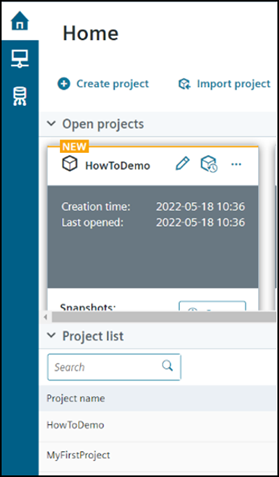 Home
Create project Import project
Open projects
NEW
HowToDemo
Creation time: 2022-05-18 10:36
Last opened: 2022-05-18 10:36
Snapshots:
Project list
Search
Project name
HowToDemo
MyFirstProject